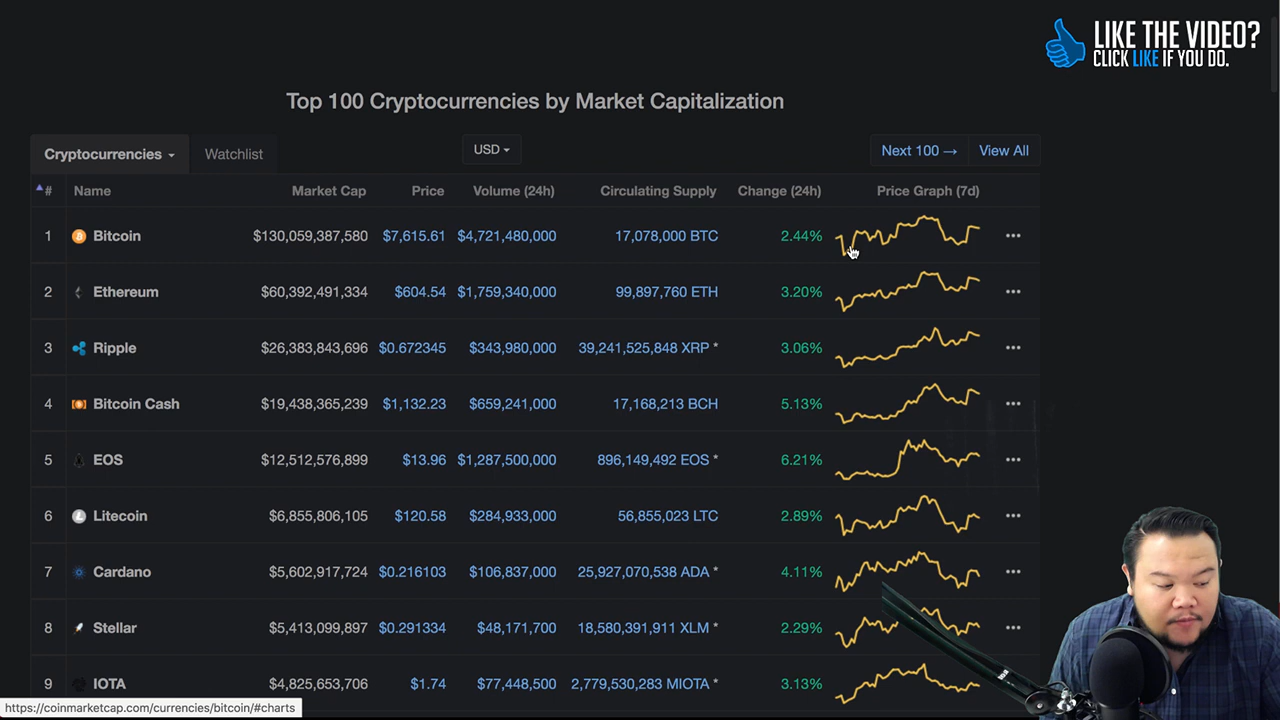 LIKE THE VIDEO?
CLICK LIKE IF YOU DO.
Top 100 Cryptocurrencies by Market Capitalization
Cryptocurrencies Watchlist USD Next 100 → View All
# Name Market Cap Price Volume (24h) Circulating Supply Change (24h) Price Graph (7d)
1 Bitcoin $130,059,387,580 $7,615.61 $4,721,480,000 17,078,000 BTC 2.44%
2 Ethereum $60,392,491,334 $604.54 $1,759,340,000 99,897,760 ETH 3.20%
3 Ripple $26,383,843,696 $0.672345 $343,980,000 39,241,525,848 XRP * 3.06%
4 Bitcoin Cash $19,438,365,239 $1,132.23 $659,241,000 17,168,213 BCH 5.13%
5 EOS $12,512,576,899 $13.96 $1,287,500,000 896,149,492 EOS * 6.21%
6 Litecoin $6,855,806,105 $120.58 $284,933,000 56,855,023 LTC 2.89%
7 Cardano $5,602,917,724 $0.216103 $106,837,000 25,927,070,538 ADA * 4.11%
8 Stellar $5,413,099,897 $0.291334 $48,171,700 18,580,391,911 XLM * 2.29%
9 IOTA $4,825,653,706 $1.74 $77,448,500 2,779,530,283 MIOTA * 3.13%
https://coinmarketcap.com/currencies/bitcoin/#charts